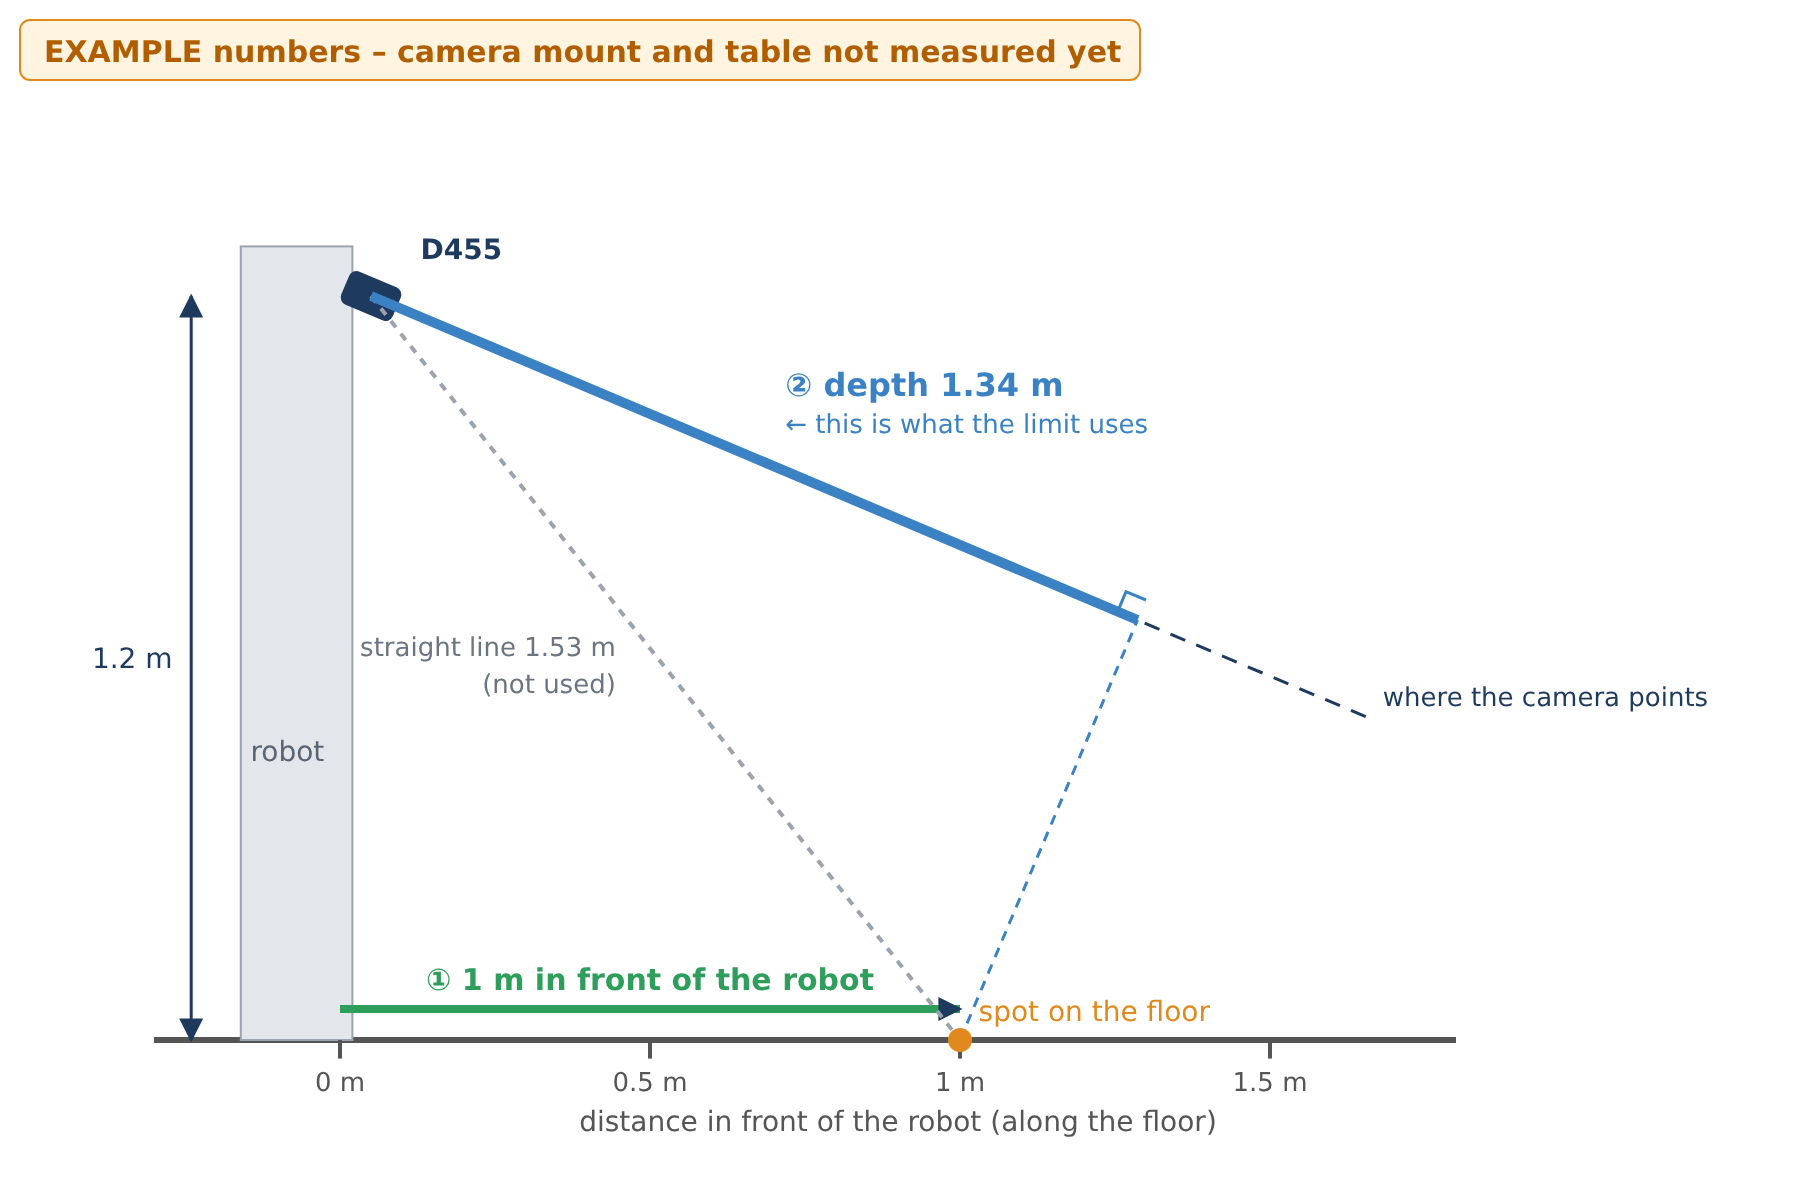 EXAMPLE numbers – camera mount and table not measured yet
D455
② depth 1.34 m
← this is what the limit uses
straight line 1.53 m
(not used)
1.2 m
where the camera points
robot
① 1 m in front of the robot
spot on the floor
0 m
0.5 m
1 m
1.5 m
distance in front of the robot (along the floor)